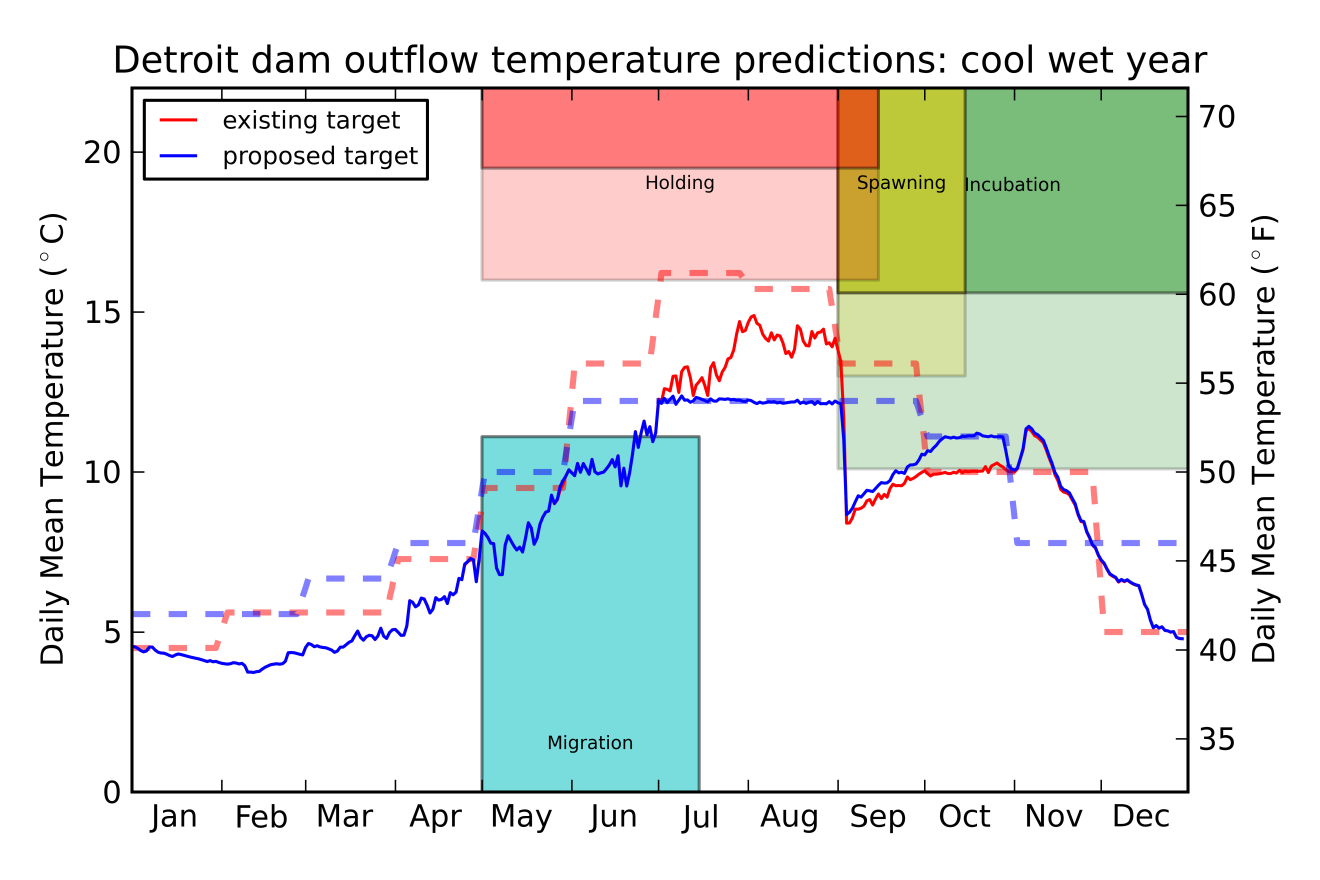 Detroit dam outflow temperature predictions: cool wet year
existing target
proposed target
Daily Mean Temperature (°C)
20
15
10
5
0
Holding
Spawning
Incubation
Migration
70
65
60
55
50
45
40
35
Daily Mean Temperature (°F)
Jan Feb Mar Apr May Jun Jul Aug Sep Oct Nov Dec